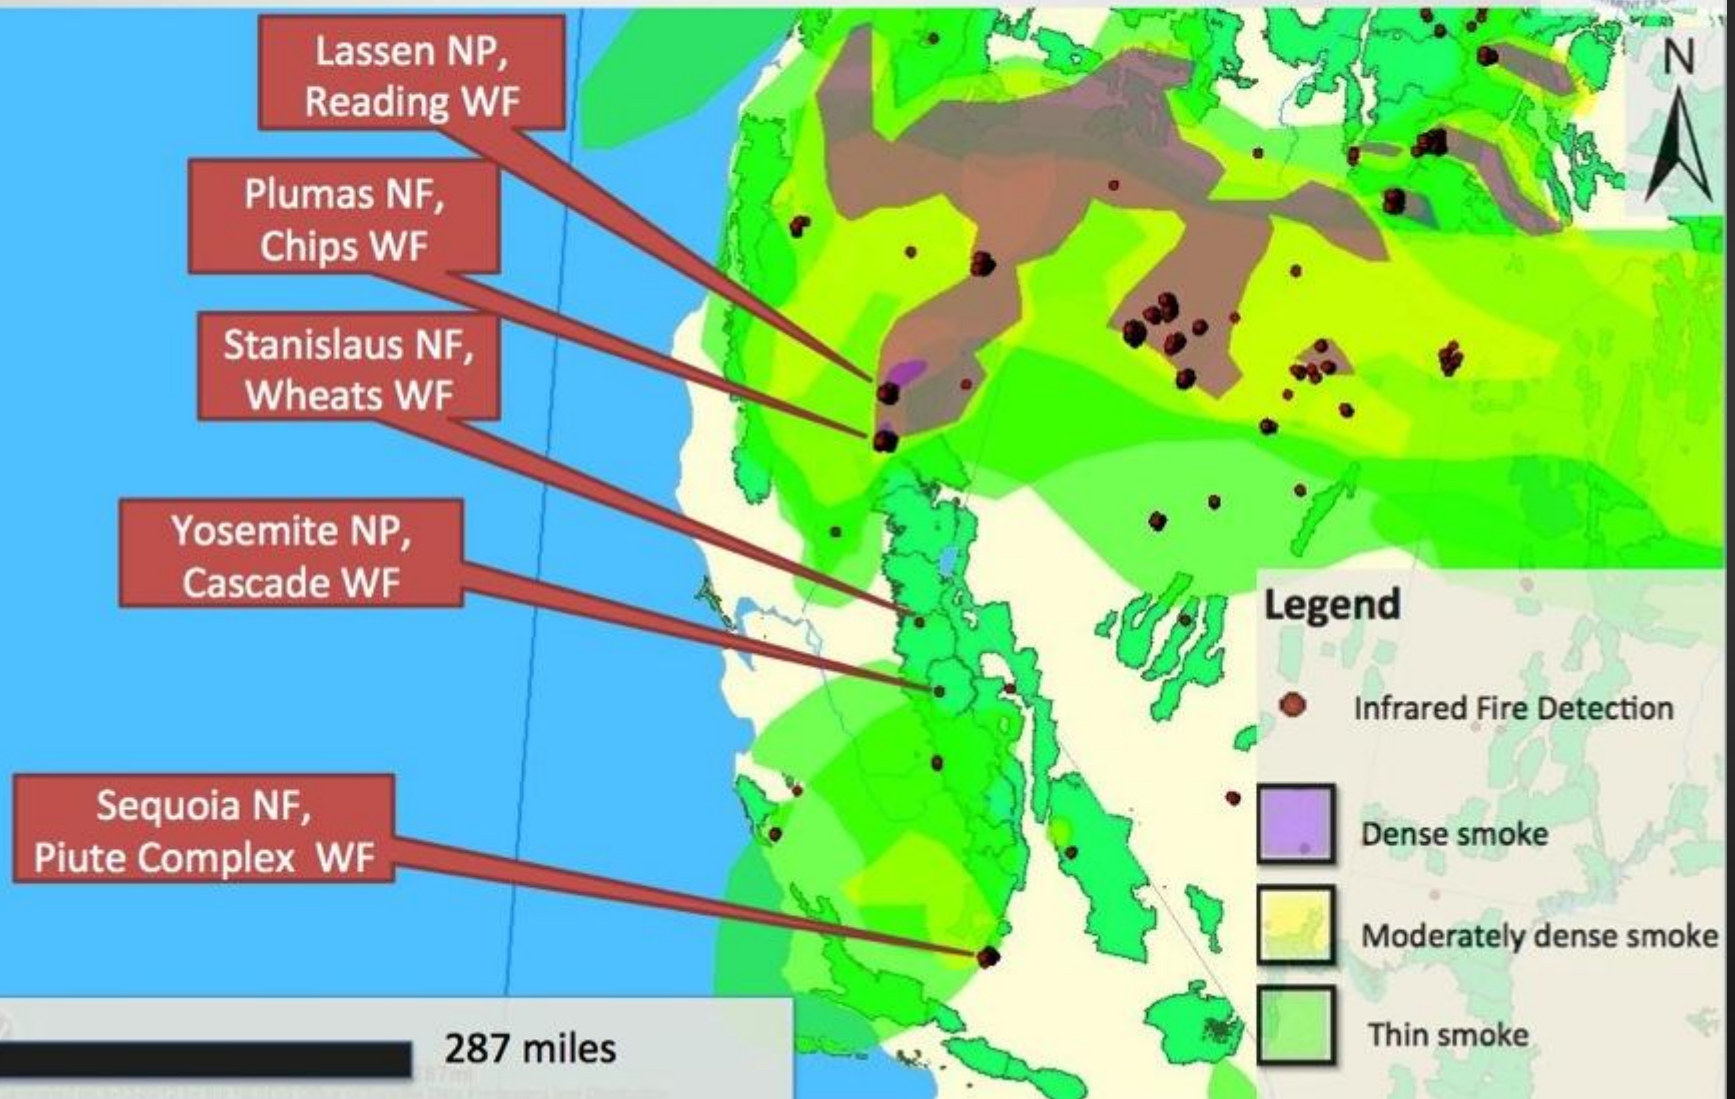 Lassen NP,
Reading WF
N
Plumas NF,
Chips WF
Stanislaus NF,
Wheats WF
Yosemite NP,
Cascade WF
Legend
Infrared Fire Detection
Sequoia NF,
Piute Complex WF
Dense smoke
Moderately dense smoke
Thin smoke
287 miles